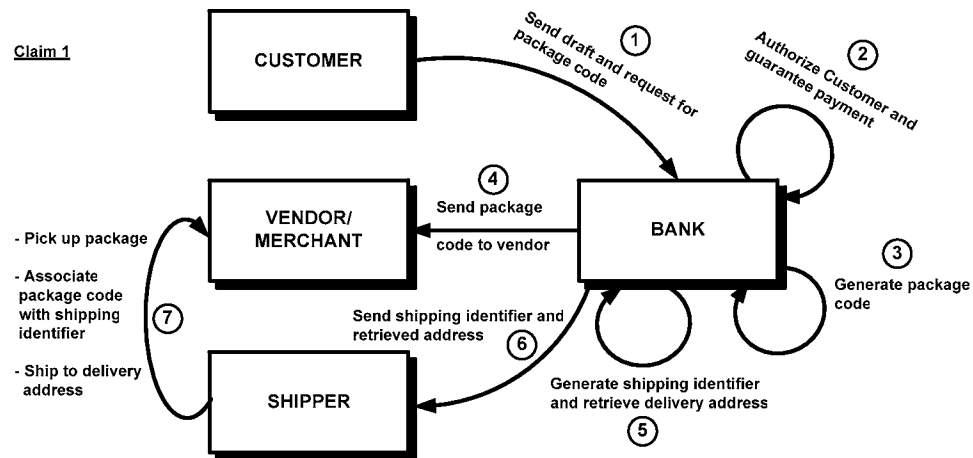 Claim 1
CUSTOMER
1
Send draft and request for
package code
2
Authorize Customer and
guarantee payment
VENDOR/
MERCHANT
4
Send package
code to vendor
BANK
3
Generate package
code
- Pick up package
- Associate
package code
with shipping
identifier
- Ship to delivery
address
7
Send shipping identifier and
retrieved address
6
SHIPPER
Generate shipping identifier
and retrieve delivery address
5